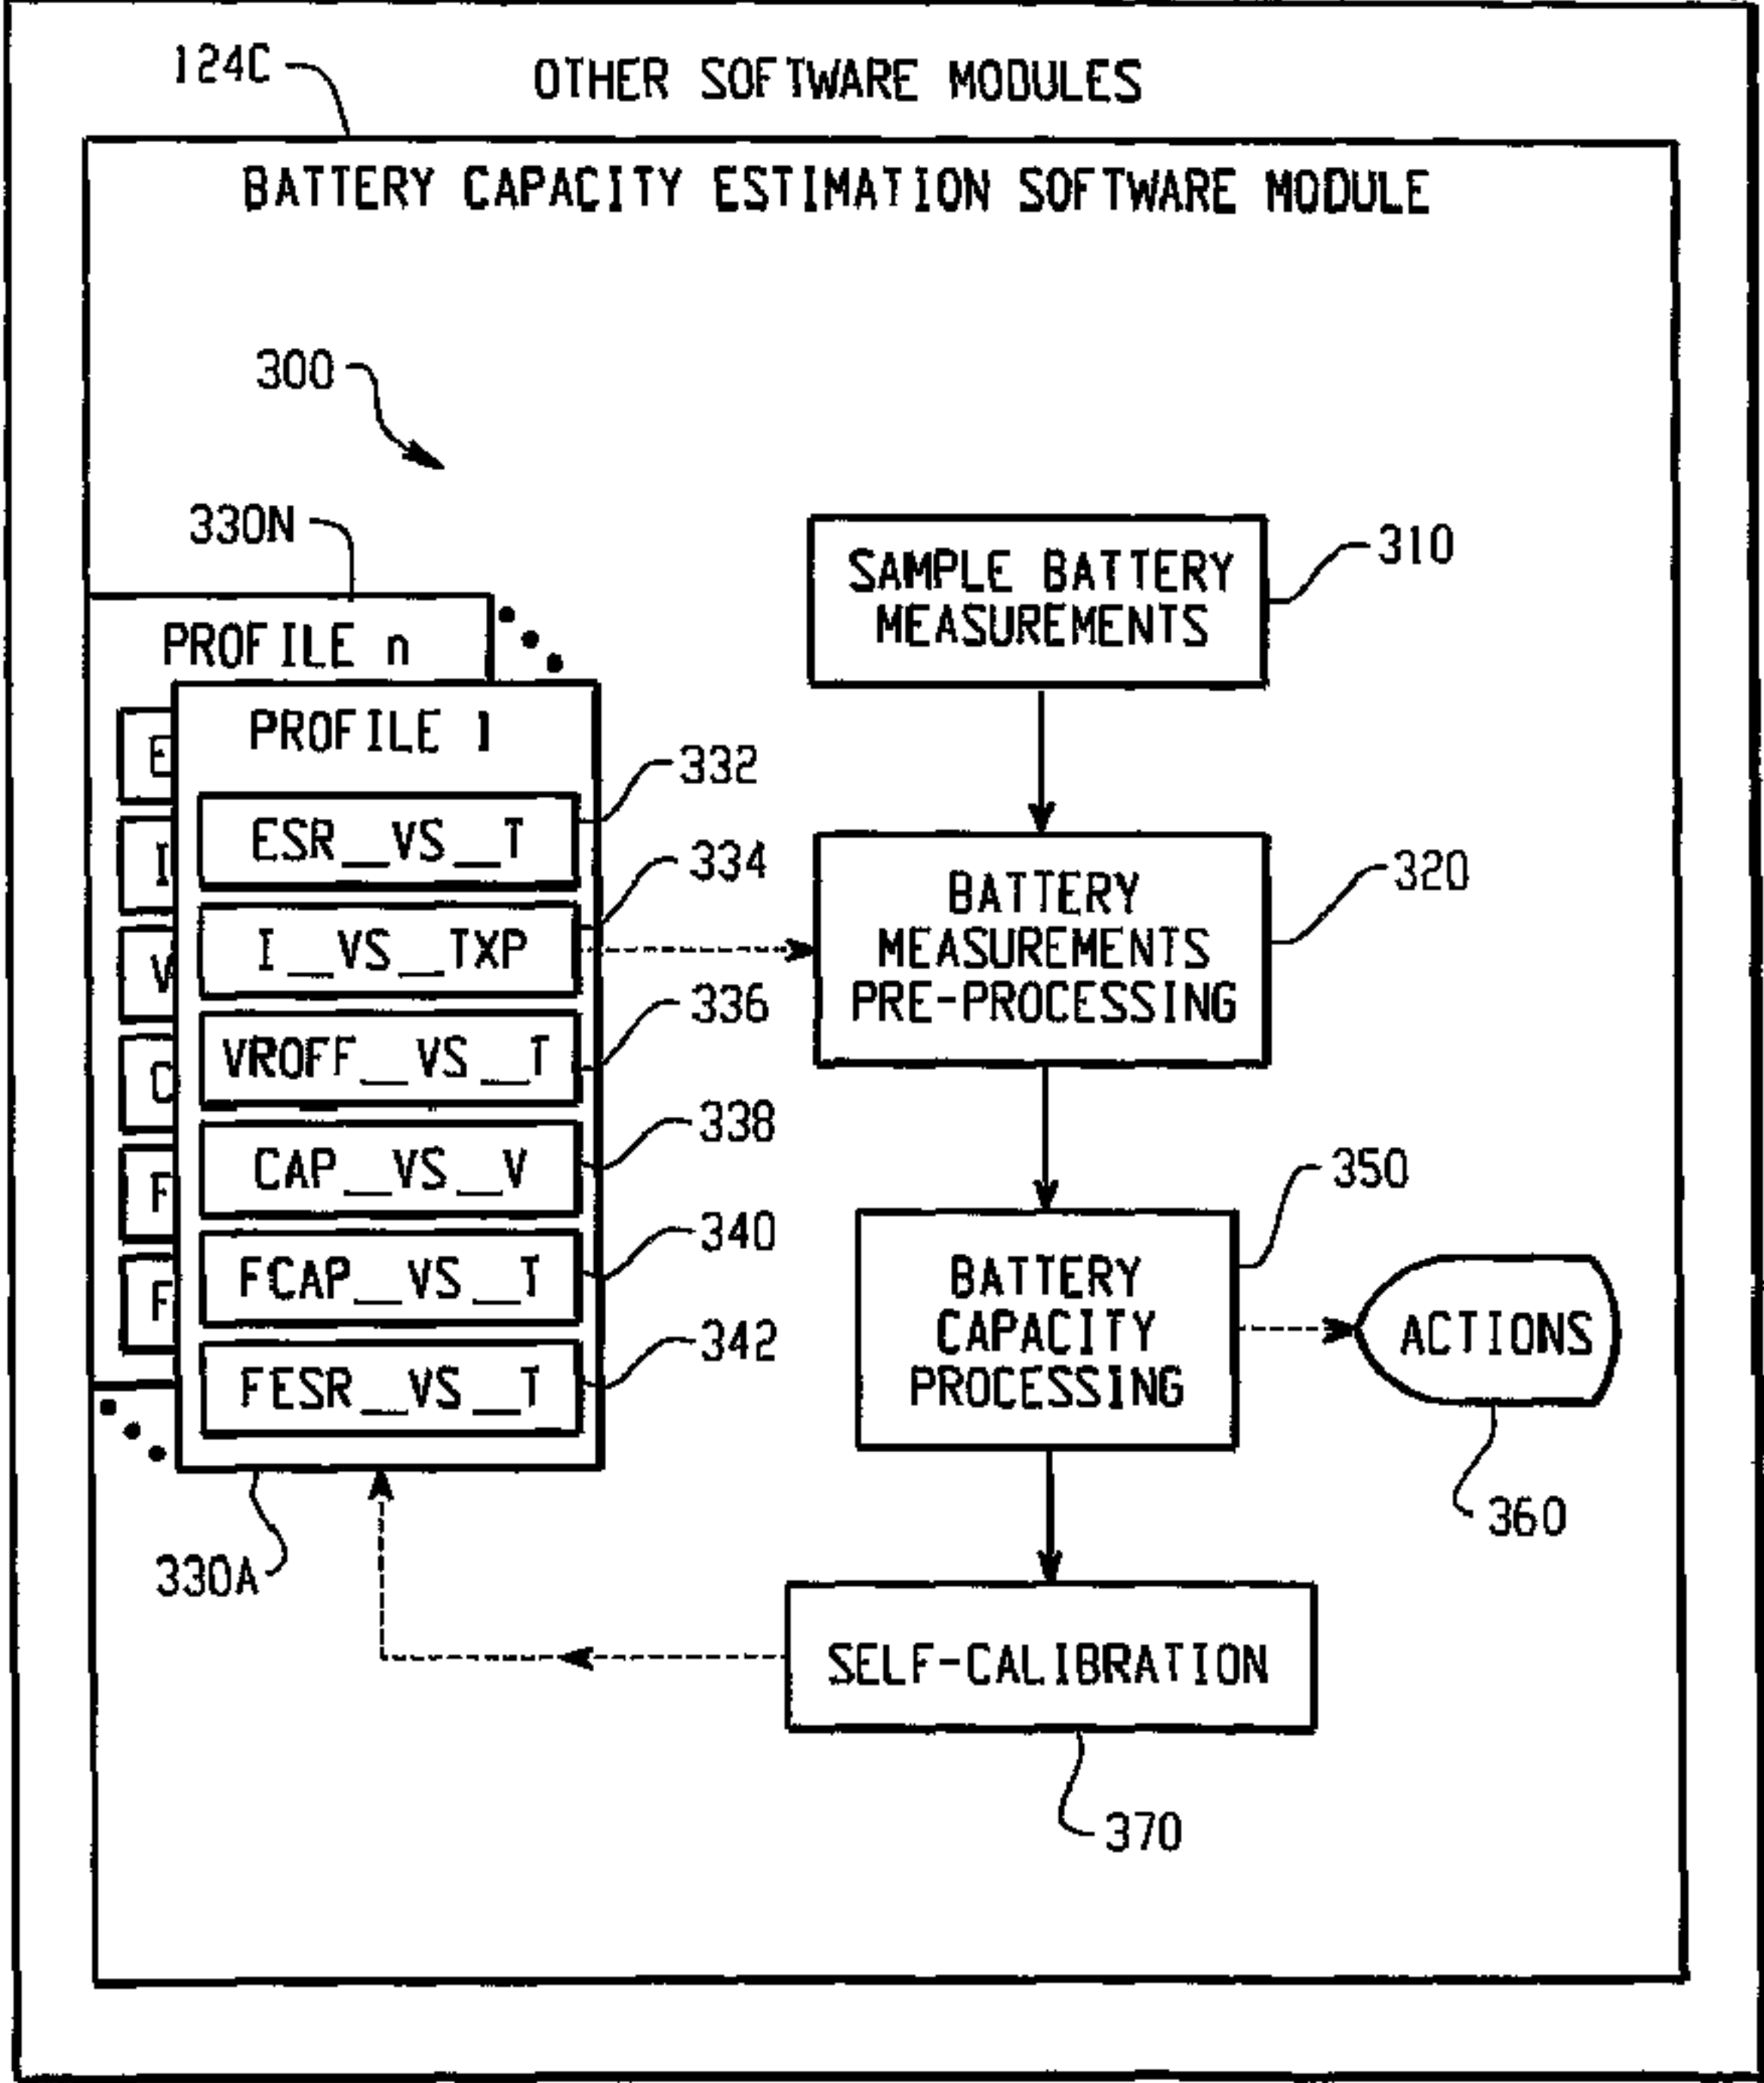 124C
OTHER SOFTWARE MODULES
BATTERY CAPACITY ESTIMATION SOFTWARE MODULE
300
330N
PROFILE n
PROFILE 1
E
I
V
C
F
F
ESR__VS__T
332
I__VS__TXP
334
VROFF__VS__T
336
CAP__VS__V
338
FCAP__VS__T
340
FESR__VS__T
342
330A
SAMPLE BATTERY
MEASUREMENTS
310
BATTERY
MEASUREMENTS
PRE-PROCESSING
320
BATTERY
CAPACITY
PROCESSING
350
ACTIONS
360
SELF-CALIBRATION
370